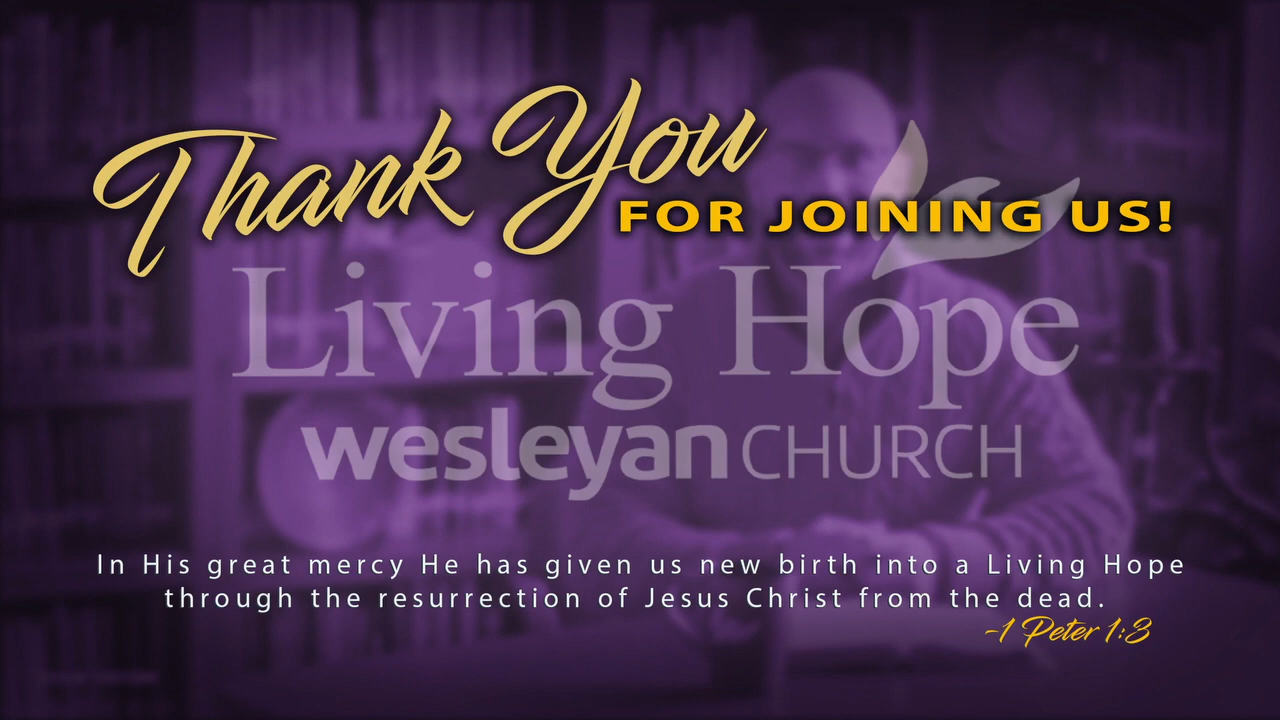 Thank You
FOR JOINING US!
Living Hope
wesleyan CHURCH
In His great mercy He has given us new birth into a Living Hope
through the resurrection of Jesus Christ from the dead.
-1 Peter 1:3